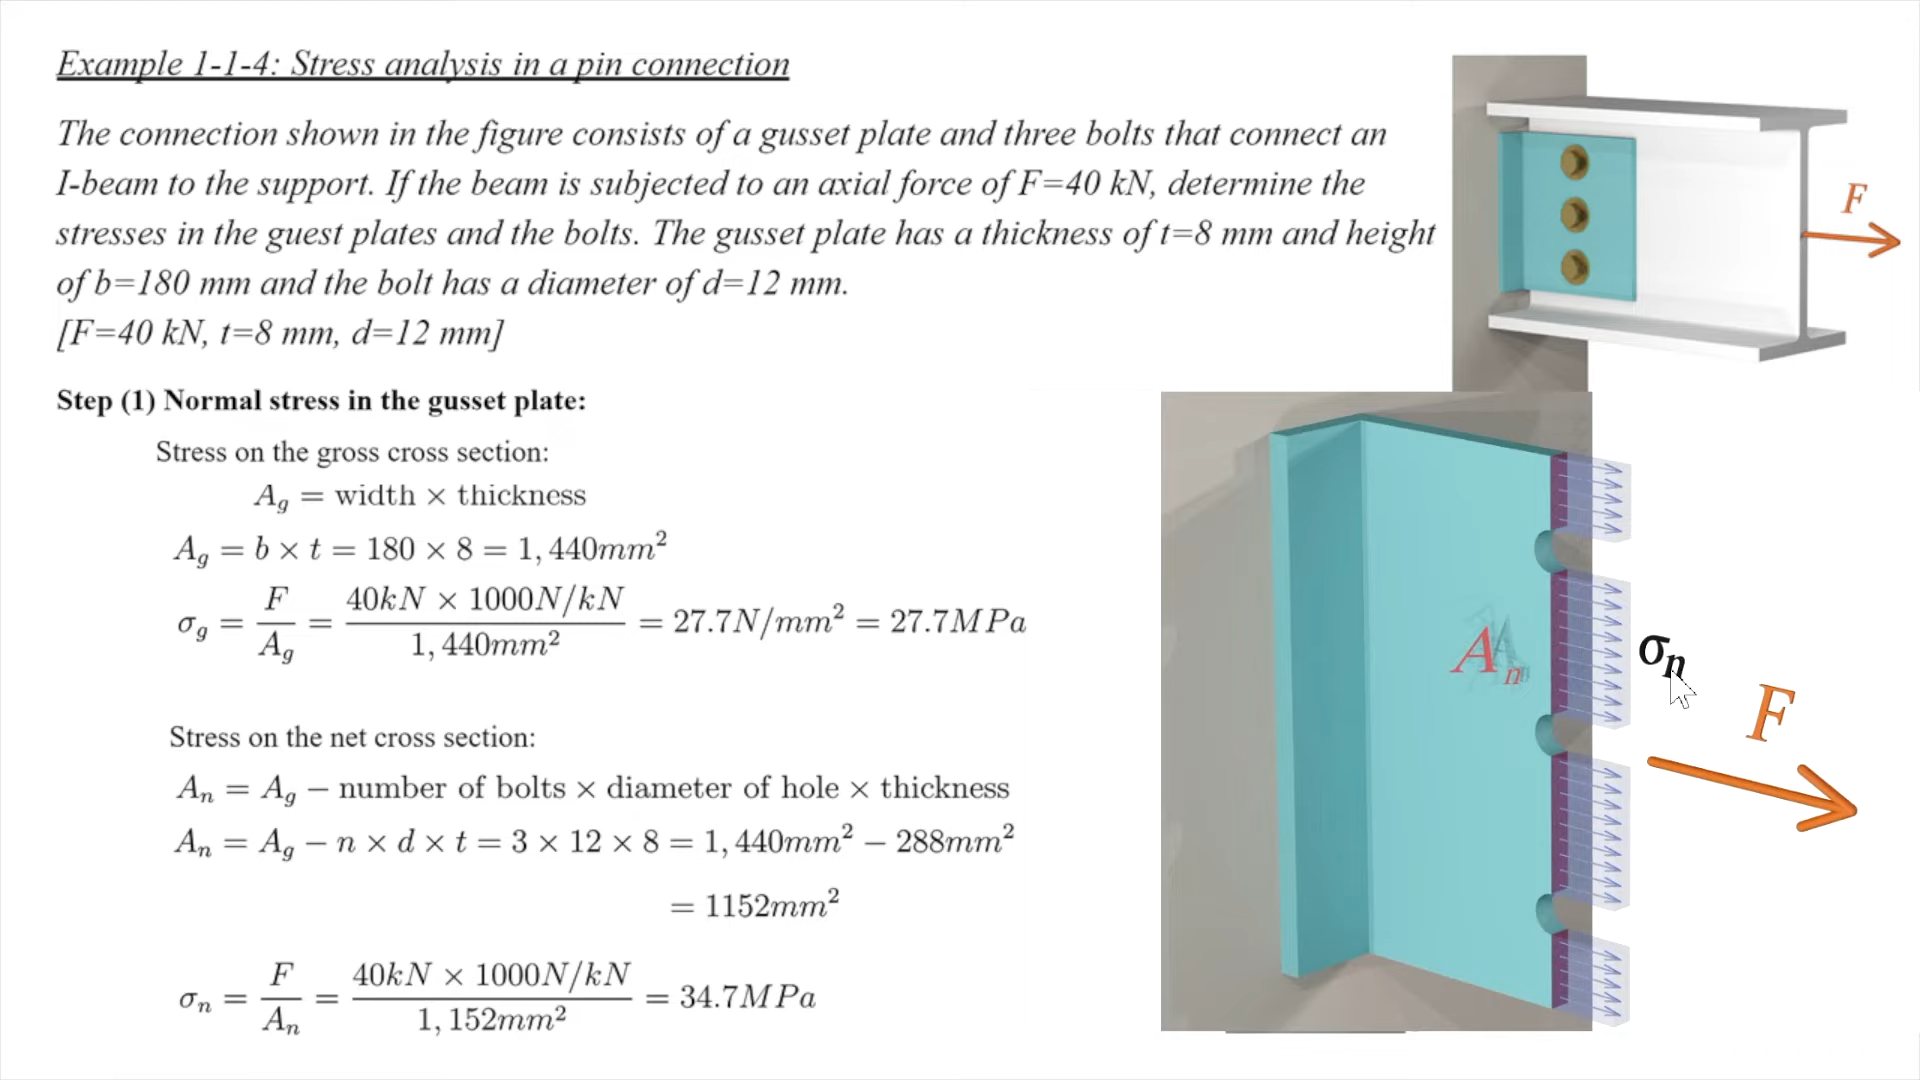 Example 1-1-4: Stress analysis in a pin connection
The connection shown in the figure consists of a gusset plate and three bolts that connect an
I-beam to the support. If the beam is subjected to an axial force of F=40 kN, determine the
stresses in the guest plates and the bolts. The gusset plate has a thickness of t=8 mm and height
of b=180 mm and the bolt has a diameter of d=12 mm.
[F=40 kN, t=8 mm, d=12 mm]
F
Step (1) Normal stress in the gusset plate:
Stress on the gross cross section:
A_g = width × thickness
A_g = b × t = 180 × 8 = 1,440mm²
σ_g = F/A_g = 40kN × 1000N/kN / 1,440mm² = 27.7N/mm² = 27.7MPa
Stress on the net cross section:
A_n = A_g − number of bolts × diameter of hole × thickness
A_n = A_g − n × d × t = 3 × 12 × 8 = 1,440mm² − 288mm²
= 1152mm²
σ_n = F/A_n = 40kN × 1000N/kN / 1,152mm² = 34.7MPa
A_n
σ_n
F